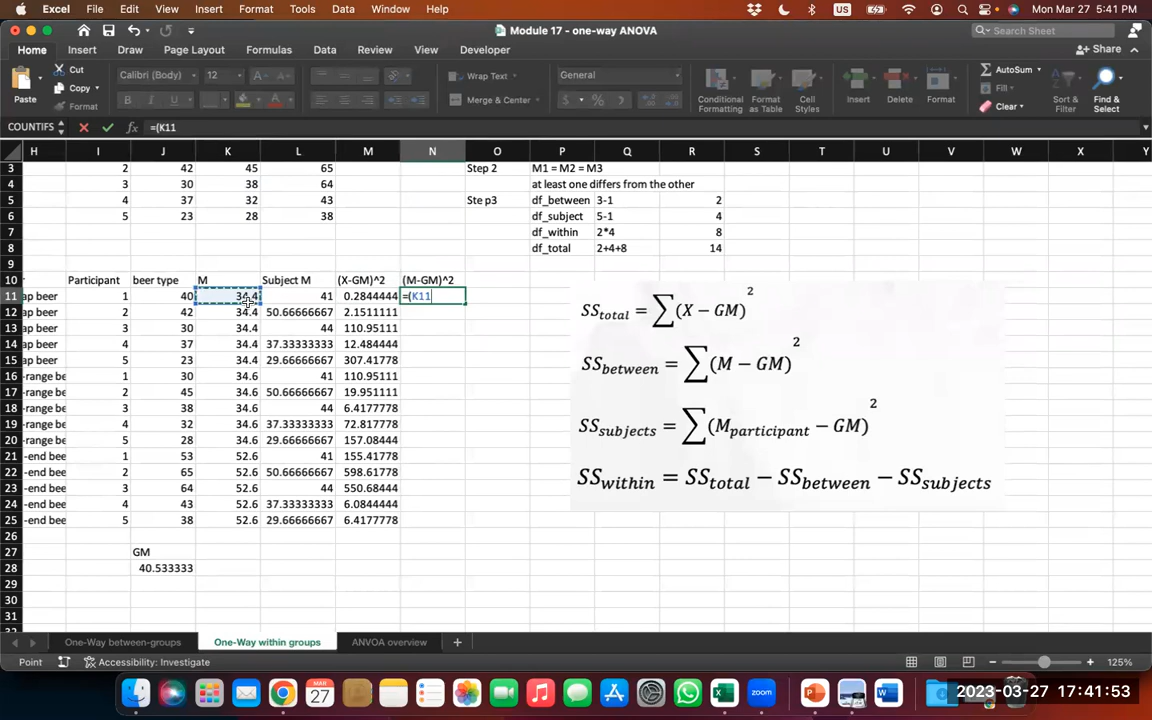 Excel File Edit View Insert Format Tools Data Window Help US Mon Mar 27 5:41 PM
Module 17 - one-way ANOVA Search Sheet
Home Insert Draw Page Layout Formulas Data Review View Developer Share
Paste Cut Copy Format Calibri (Body) 12 A A Wrap Text General Conditional Formatting Format as Table Cell Styles Insert Delete Format AutoSum Fill Clear Sort & Filter Find & Select
B I U A Merge & Center $ % )
COUNTIFS fx =(K11
H I J K L M N O P Q R S T U V W X Y
3 2 42 45 65 Step 2 M1 = M2 = M3
4 3 30 38 64 at least one differs from the other
5 4 37 32 43 Ste p3 df_between 3-1 2
6 5 23 28 38 df_subject 5-1 4
7 df_within 2*4 8
8 df_total 2+4+8 14
9
10 Participant beer type M Subject M (X-GM)^2 (M-GM)^2
11 ap beer 1 40 34.4 41 0.2844444 =(K11
12 ap beer 2 42 34.4 50.66666667 2.1511111
13 ap beer 3 30 34.4 44 110.95111
14 ap beer 4 37 34.4 37.33333333 12.484444
15 ap beer 5 23 34.4 29.66666667 307.41778
16 -range be 1 30 34.6 41 110.95111
17 -range be 2 45 34.6 50.66666667 19.951111
18 -range be 3 38 34.6 44 6.4177778
19 -range be 4 32 34.6 37.33333333 72.817778
20 -range be 5 28 34.6 29.66666667 157.08444
21 -end bee 1 53 52.6 41 155.41778
22 -end bee 2 65 52.6 50.66666667 598.61778
23 -end bee 3 64 52.6 44 550.68444
24 -end bee 4 43 52.6 37.33333333 6.0844444
25 -end bee 5 38 52.6 29.66666667 6.4177778
26
27 GM
28 40.533333
29
30
31
SS_total = ∑(X − GM)^2
SS_between = ∑(M − GM)^2
SS_subjects = ∑(M_participant − GM)^2
SS_within = SS_total − SS_between − SS_subjects
One-Way between-groups One-Way within groups ANVOA overview +
Point Accessibility: Investigate 125%
MAR 27 zoom
2023-03-27 17:41:53